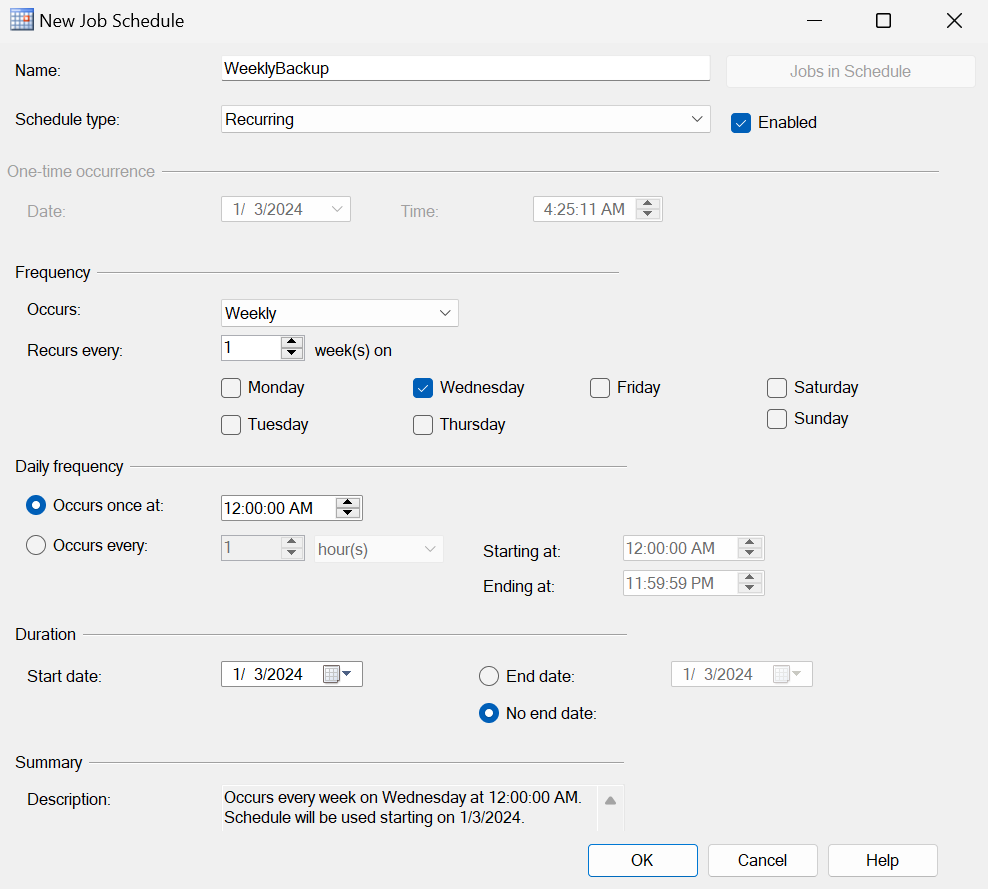 New Job Schedule
Name: WeeklyBackup Jobs in Schedule
Schedule type: Recurring Enabled
One-time occurrence
Date: 1/ 3/2024 Time: 4:25:11 AM
Frequency
Occurs: Weekly
Recurs every: 1 week(s) on
Monday Wednesday Friday Saturday
Tuesday Thursday Sunday
Daily frequency
Occurs once at: 12:00:00 AM
Occurs every: 1 hour(s) Starting at: 12:00:00 AM
Ending at: 11:59:59 PM
Duration
Start date: 1/ 3/2024 End date: 1/ 3/2024
No end date:
Summary
Description: Occurs every week on Wednesday at 12:00:00 AM.
Schedule will be used starting on 1/3/2024.
OK Cancel Help